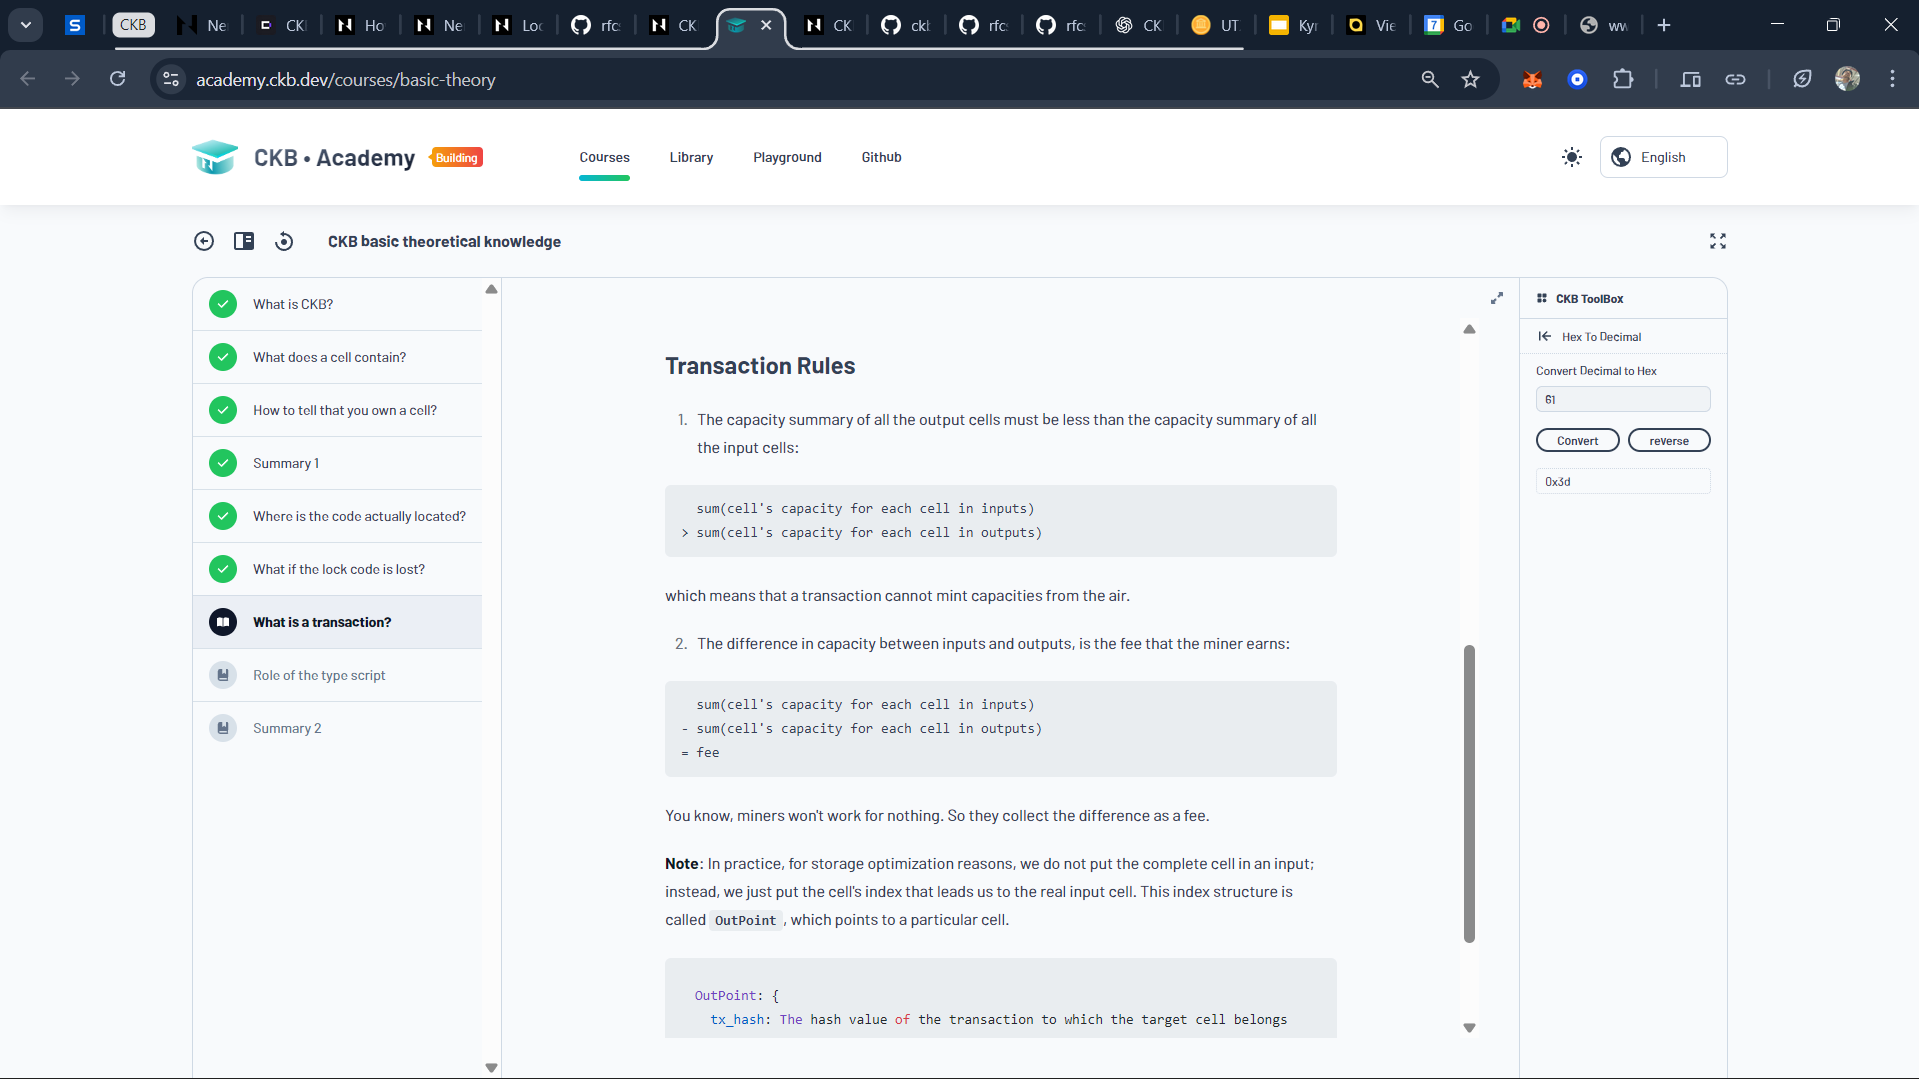 CKB
Ne
CK
Ho
Ne
Loc
rfcs
CK
CK
ck
rfc
rfc
CK
UT
Kyr
Vie
Go
ww
academy.ckb.dev/courses/basic-theory
CKB • Academy
Building
Courses
Library
Playground
Github
English
CKB basic theoretical knowledge
What is CKB?
What does a cell contain?
How to tell that you own a cell?
Summary 1
Where is the code actually located?
What if the lock code is lost?
What is a transaction?
Role of the type script
Summary 2
Transaction Rules
1. The capacity summary of all the output cells must be less than the capacity summary of all
the input cells:
sum(cell's capacity for each cell in inputs)
> sum(cell's capacity for each cell in outputs)
which means that a transaction cannot mint capacities from the air.
2. The difference in capacity between inputs and outputs, is the fee that the miner earns:
sum(cell's capacity for each cell in inputs)
- sum(cell's capacity for each cell in outputs)
= fee
You know, miners won't work for nothing. So they collect the difference as a fee.
Note: In practice, for storage optimization reasons, we do not put the complete cell in an input;
instead, we just put the cell's index that leads us to the real input cell. This index structure is
called OutPoint, which points to a particular cell.
OutPoint: {
tx_hash: The hash value of the transaction to which the target cell belongs
CKB ToolBox
Hex To Decimal
Convert Decimal to Hex
61
Convert
reverse
0x3d